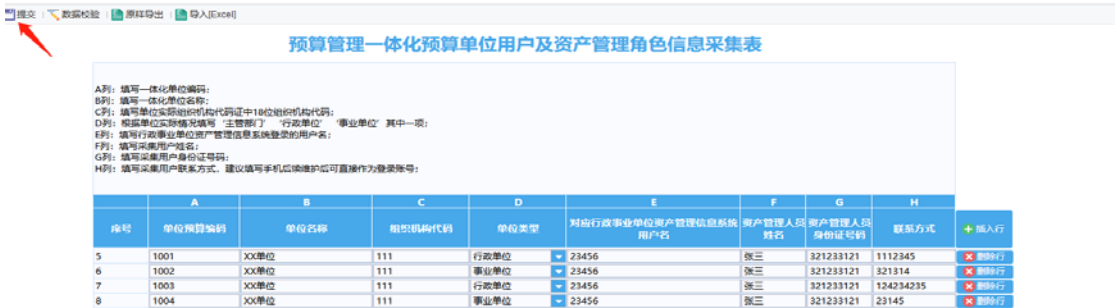 提交 数据校验 原样导出 导入[Excel]
预算管理一体化预算单位用户及资产管理角色信息采集表
A列：填写一体化单位编码；
B列：填写一体化单位名称；
C列：填写单位实际组织机构代码证中18位组织机构代码；
D列：根据单位实际情况填写‘主管部门’ ‘行政单位’ ‘事业单位’其中一项；
E列：填写行政事业单位资产管理信息系统登录的用户名；
F列：填写采集用户姓名；
G列：填写采集用户身份证号码；
H列：填写采集用户联系方式，建议填写手机后续维护后可直接作为登录账号；
A B C D E F G H
序号 单位预算编码 单位名称 组织机构代码 单位类型 对应行政事业单位资产管理信息系统 资产管理人员 资产管理人员 联系方式 插入行
用户名 姓名 身份证号码
5 1001 XX单位 111 行政单位 23456 张三 321233121 1112345 删除行
6 1002 XX单位 111 事业单位 23456 张三 321233121 321314 删除行
7 1003 XX单位 111 行政单位 23456 张三 321233121 124234235 删除行
8 1004 XX单位 111 事业单位 23456 张三 321233121 23145 删除行